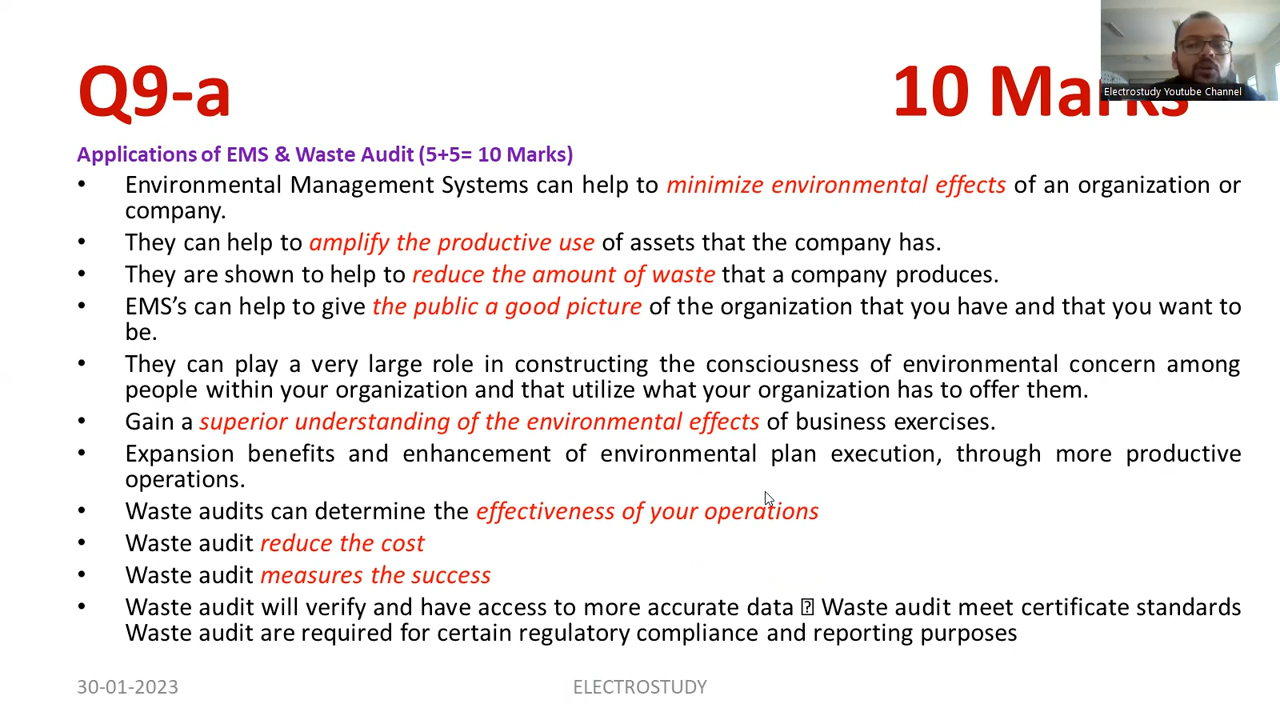 Q9-a
10 Marks
Electrostudy Youtube Channel
Applications of EMS & Waste Audit (5+5= 10 Marks)
• Environmental Management Systems can help to minimize environmental effects of an organization or
company.
• They can help to amplify the productive use of assets that the company has.
• They are shown to help to reduce the amount of waste that a company produces.
• EMS’s can help to give the public a good picture of the organization that you have and that you want to
be.
• They can play a very large role in constructing the consciousness of environmental concern among
people within your organization and that utilize what your organization has to offer them.
• Gain a superior understanding of the environmental effects of business exercises.
• Expansion benefits and enhancement of environmental plan execution, through more productive
operations.
• Waste audits can determine the effectiveness of your operations
• Waste audit reduce the cost
• Waste audit measures the success
• Waste audit will verify and have access to more accurate data ⍰ Waste audit meet certificate standards
Waste audit are required for certain regulatory compliance and reporting purposes
30-01-2023
ELECTROSTUDY